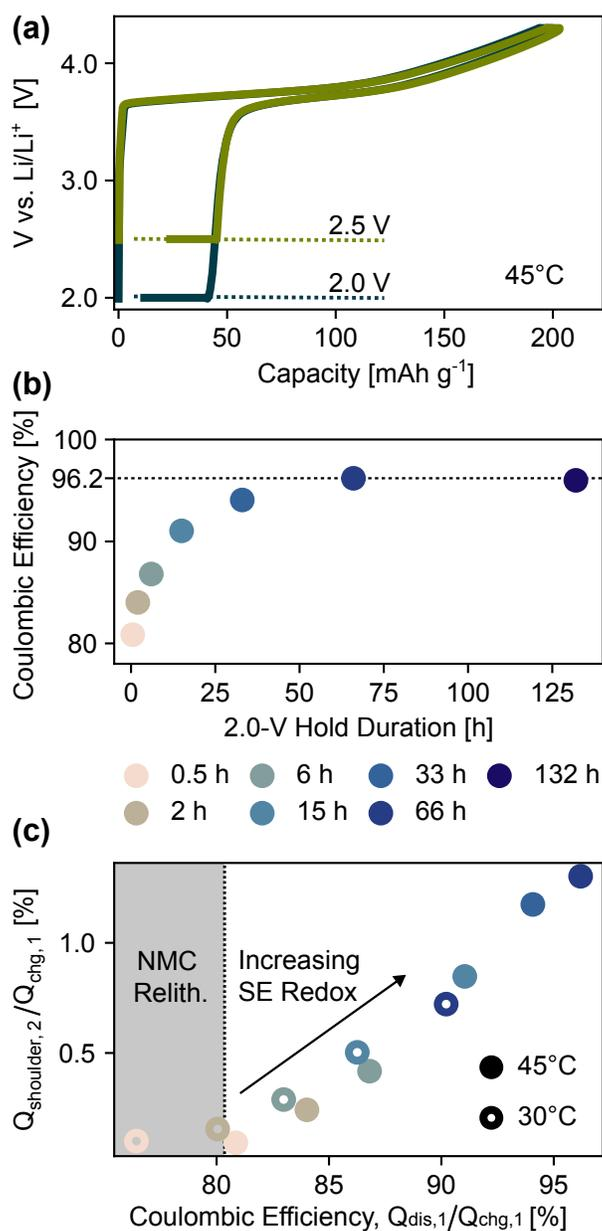 (a)
V vs. Li/Li⁺ [V]
4.0
3.0
2.0
2.5 V
2.0 V
45°C
0 50 100 150 200
Capacity [mAh g⁻¹]
(b)
Coulombic Efficiency [%]
100
96.2
90
80
0 25 50 75 100 125
2.0-V Hold Duration [h]
0.5 h 6 h 33 h 132 h
2 h 15 h 66 h
(c)
Q_shoulder, 2/Q_chg, 1 [%]
1.0
0.5
NMC
Relith.
Increasing
SE Redox
45°C
30°C
80 85 90 95
Coulombic Efficiency, Q_dis,1/Q_chg,1 [%]